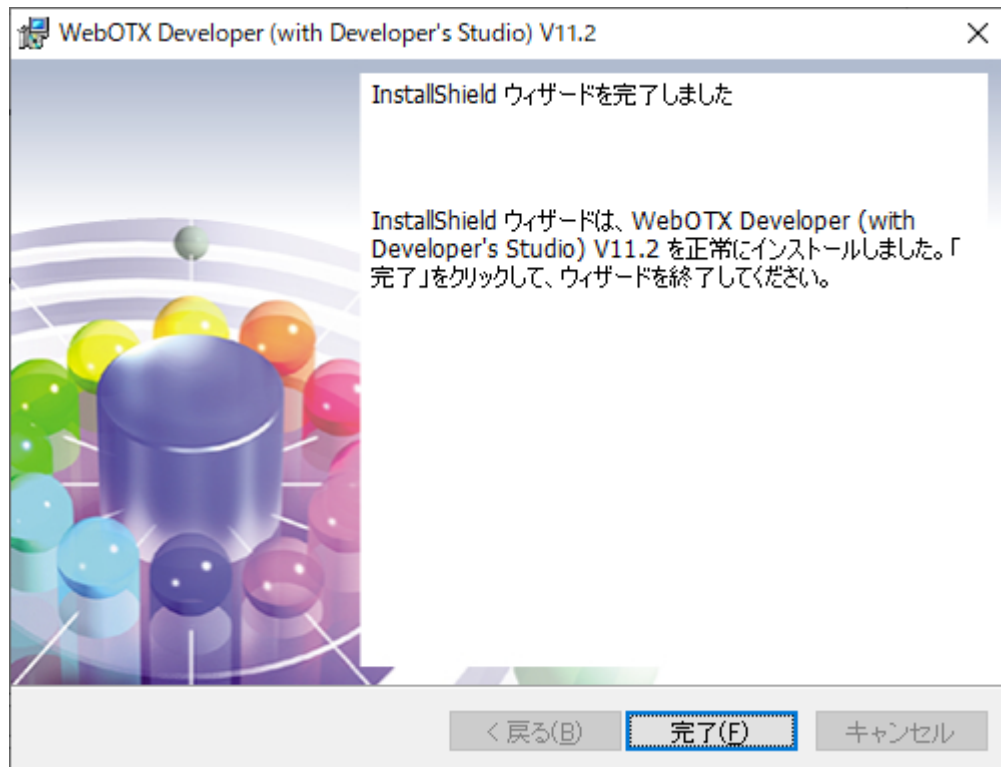 WebOTX Developer (with Developer's Studio) V11.2
InstallShield ウィザードを完了しました
InstallShield ウィザードは、WebOTX Developer (with
Developer's Studio) V11.2 を正常にインストールしました。「
完了」をクリックして、ウィザードを終了してください。
< 戻る(B)
完了(F)
キャンセル